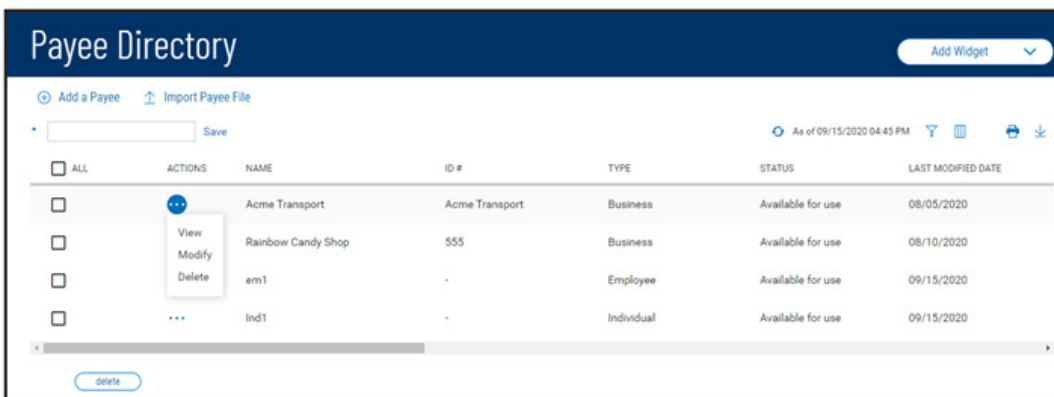 Payee Directory
Add Widget
Add a Payee Import Payee File
* Save As of 09/15/2020 04:45 PM
ALL ACTIONS NAME ID # TYPE STATUS LAST MODIFIED DATE
Acme Transport Acme Transport Business Available for use 08/05/2020
View
Rainbow Candy Shop 555 Business Available for use 08/10/2020
Modify
Delete
em1 - Employee Available for use 09/15/2020
Ind1 - Individual Available for use 09/15/2020
delete